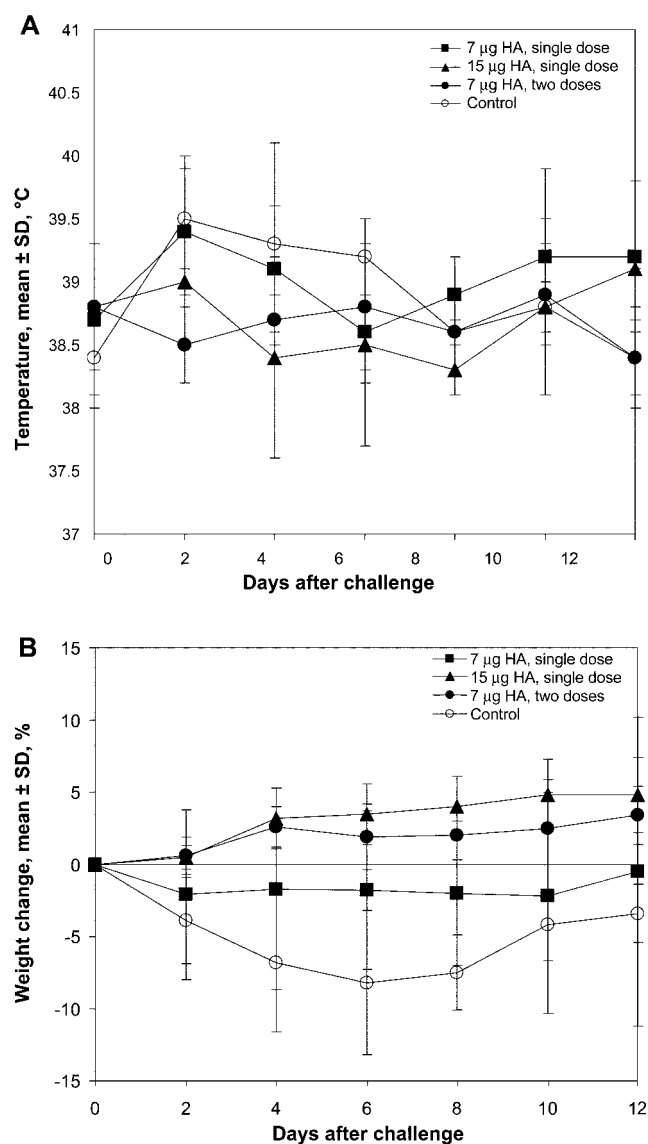 A
41
40.5
40
39.5
39
38.5
38
37.5
37
Temperature, mean ± SD, °C
7 µg HA, single dose
15 µg HA, single dose
7 µg HA, two doses
Control
0 2 4 6 8 10 12
Days after challenge
B
15
10
5
0
-5
-10
-15
Weight change, mean ± SD, %
7 µg HA, single dose
15 µg HA, single dose
7 µg HA, two doses
Control
0 2 4 6 8 10 12
Days after challenge